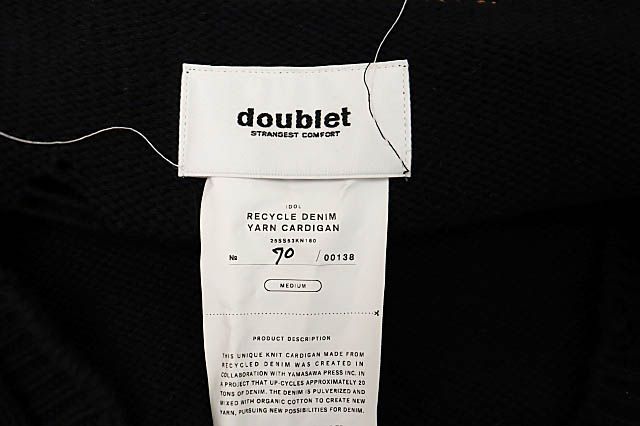 doublet
STRANGEST COMFORT
IDOL
RECYCLE DENIM
YARN CARDIGAN
25SS53KN160
№ 70 / 00138
MEDIUM
PRODUCT DESCRIPTION
THIS UNIQUE KNIT CARDIGAN MADE FROM
RECYCLED DENIM WAS CREATED IN
COLLABORATION WITH YAMASAWA PRESS INC. IN
A PROJECT THAT UP-CYCLES APPROXIMATELY 20
TONS OF DENIM. THE DENIM IS PULVERIZED AND
MIXED WITH ORGANIC COTTON TO CREATE NEW
YARN, PURSUING NEW POSSIBILITIES FOR DENIM.